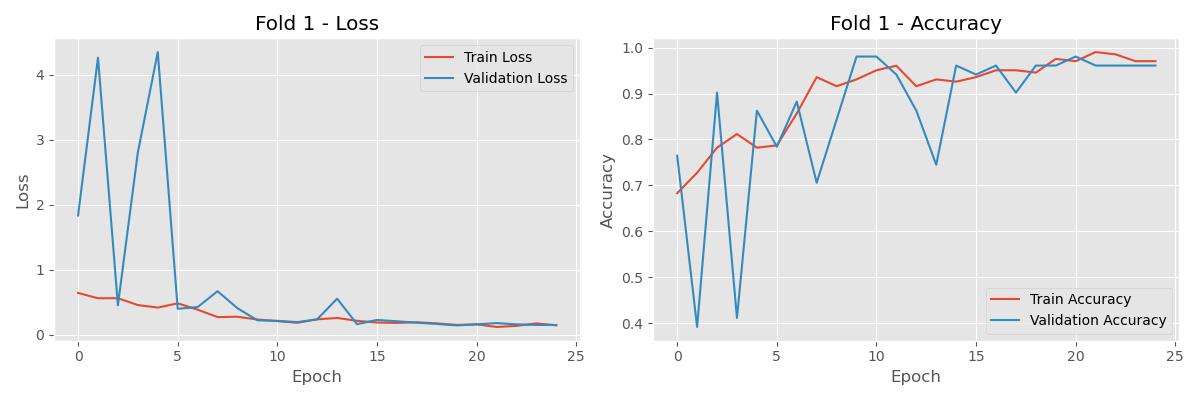 Fold 1 - Loss
Train Loss
Validation Loss
4
3
2
1
0
Loss
0 5 10 15 20 25
Epoch
Fold 1 - Accuracy
1.0
0.9
0.8
0.7
0.6
0.5
0.4
Accuracy
Train Accuracy
Validation Accuracy
0 5 10 15 20 25
Epoch